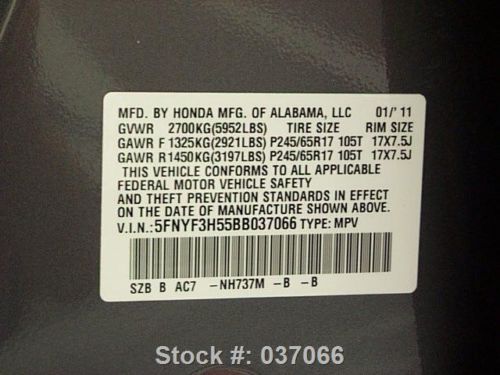 MFD. BY HONDA MFG. OF ALABAMA, LLC 01/'11
GVWR 2700KG(5952LBS) TIRE SIZE RIM SIZE
GAWR F 1325KG(2921LBS) P245/65R17 105T 17X7.5J
GAWR R1450KG(3197LBS) P245/65R17 105T 17X7.5J
THIS VEHICLE CONFORMS TO ALL APPLICABLE
FEDERAL MOTOR VEHICLE SAFETY
AND THEFT PREVENTION STANDARDS IN EFFECT
ON THE DATE OF MANUFACTURE SHOWN ABOVE.
V.I.N.:5FNYF3H55BB037066 TYPE: MPV
SZB B AC7 -NH737M -B -B
Stock #: 037066